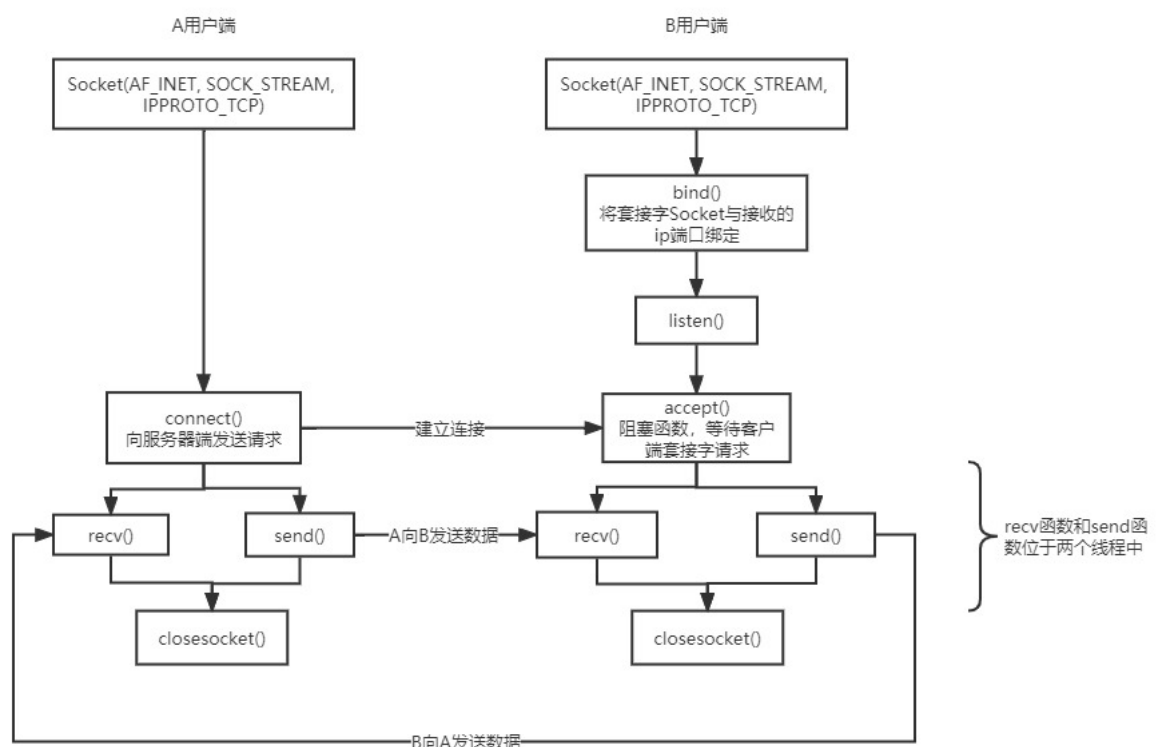 A用户端
B用户端
Socket(AF_INET, SOCK_STREAM,
IPPROTO_TCP)
Socket(AF_INET, SOCK_STREAM,
IPPROTO_TCP)
bind()
将套接字Socket与接收的
ip端口绑定
listen()
connect()
向服务器端发送请求
建立连接
accept()
阻塞函数，等待客户
端套接字请求
recv()
send()
A向B发送数据
recv()
send()
recv函数和send函
数位于两个线程中
closesocket()
closesocket()
B向A发送数据